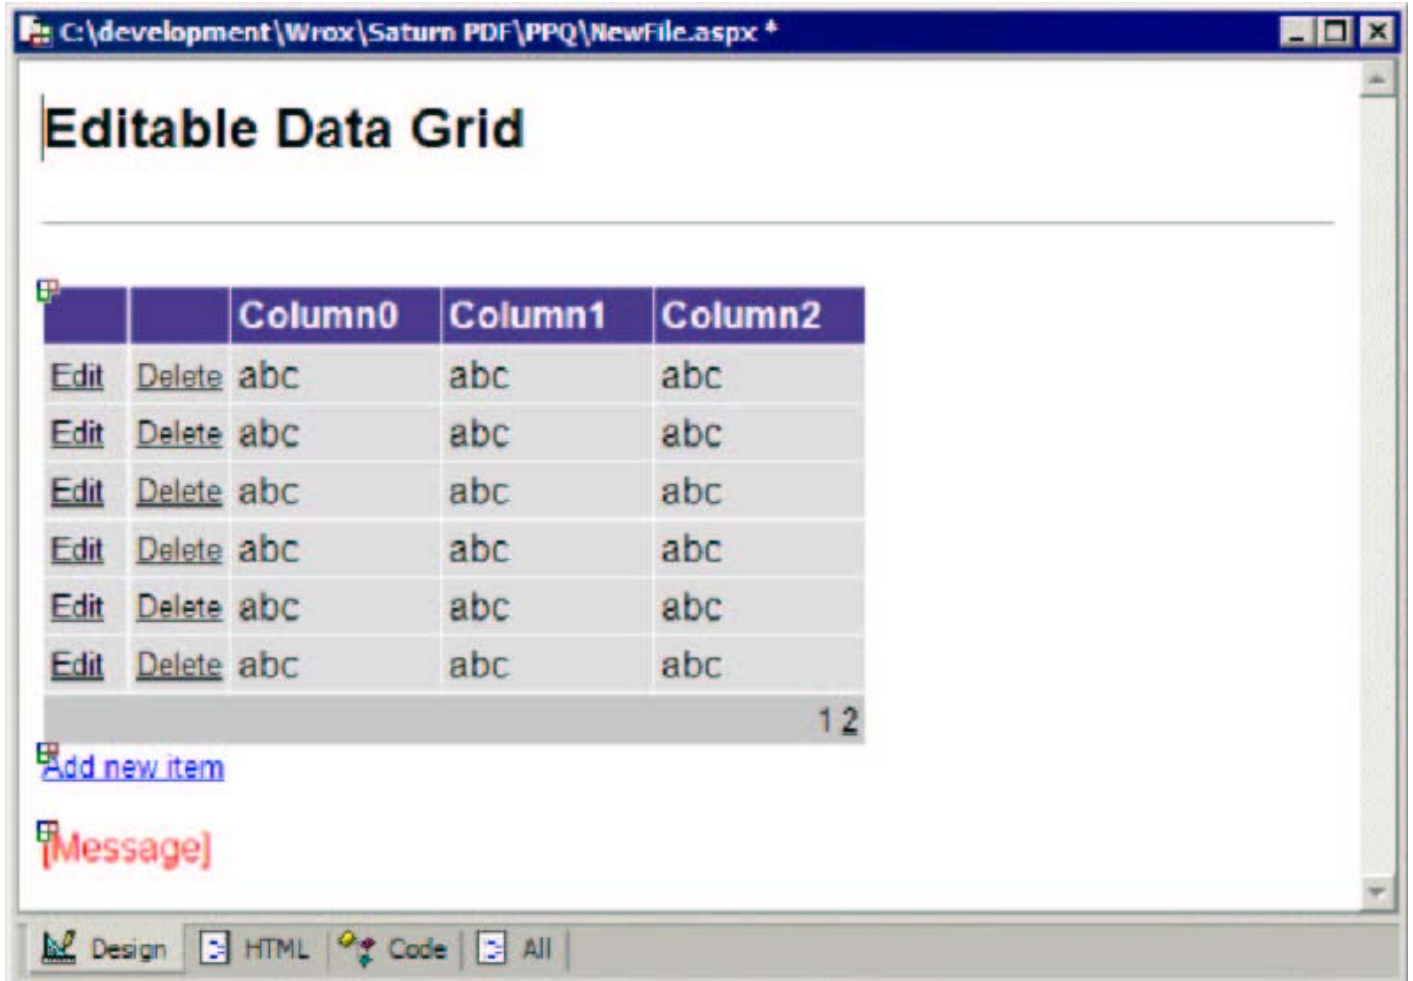 C:\development\Wrox\Saturn PDF\PPQ\NewFile.aspx *
Editable Data Grid
Column0 Column1 Column2
Edit Delete abc abc abc
Edit Delete abc abc abc
Edit Delete abc abc abc
Edit Delete abc abc abc
Edit Delete abc abc abc
Edit Delete abc abc abc
1 2
Add new item
[Message]
Design HTML Code All